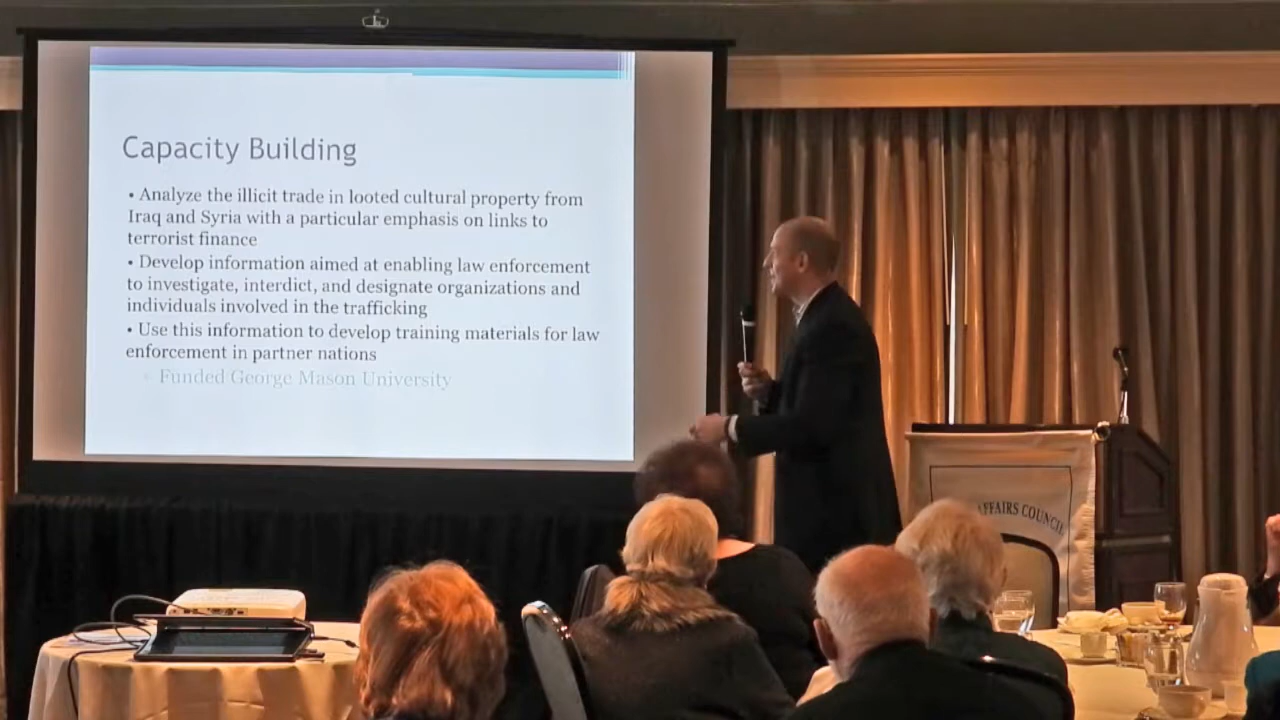 Capacity Building
• Analyze the illicit trade in looted cultural property from
Iraq and Syria with a particular emphasis on links to
terrorist finance
• Develop information aimed at enabling law enforcement
to investigate, interdict, and designate organizations and
individuals involved in the trafficking
• Use this information to develop training materials for law
enforcement in partner nations
Funded George Mason University
AFFAIRS COUNCIL